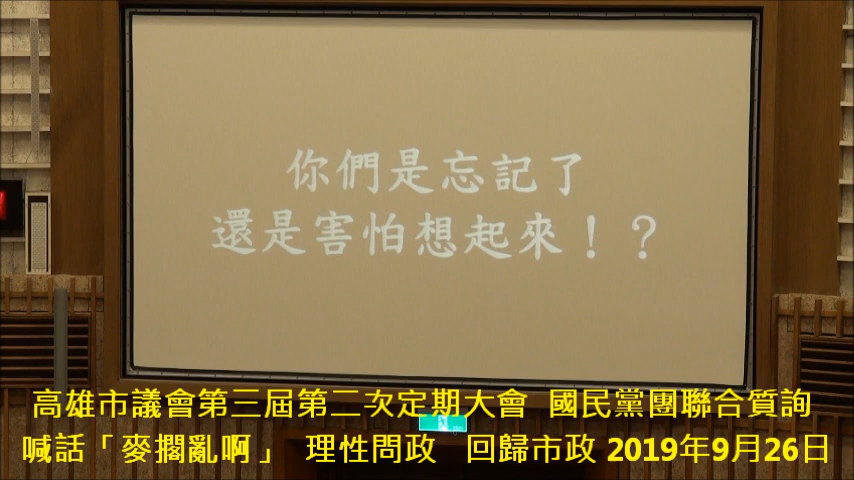 你們是忘記了
還是害怕想起來！？
高雄市議會第三屆第二次定期大會 國民黨團聯合質詢
喊話「麥擱亂啊」 理性問政 回歸市政 2019年9月26日